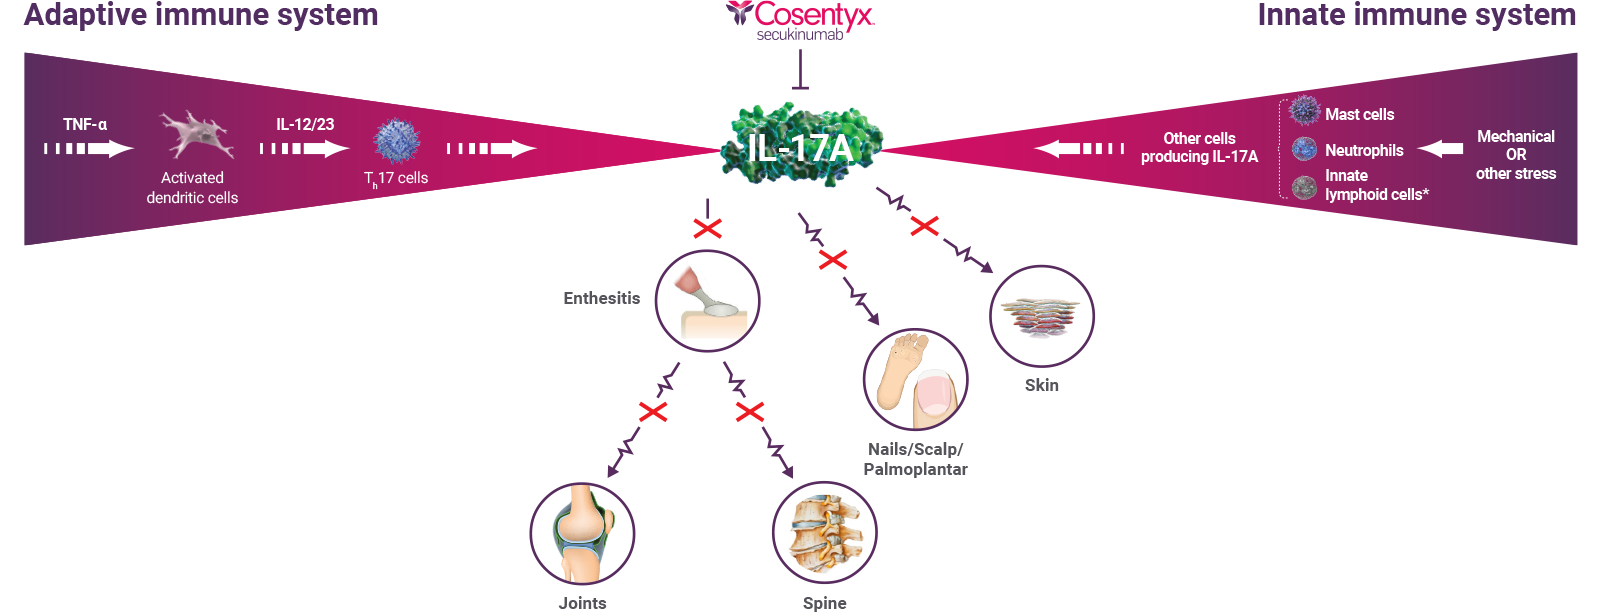 Adaptive immune system
Cosentyx
secukinumab
Innate immune system
TNF-α
Activated
dendritic cells
IL-12/23
Th17 cells
IL-17A
Other cells
producing IL-17A
Mast cells
Neutrophils
Innate
lymphoid cells*
Mechanical
OR
other stress
Enthesitis
Skin
Nails/Scalp/
Palmoplantar
Joints
Spine